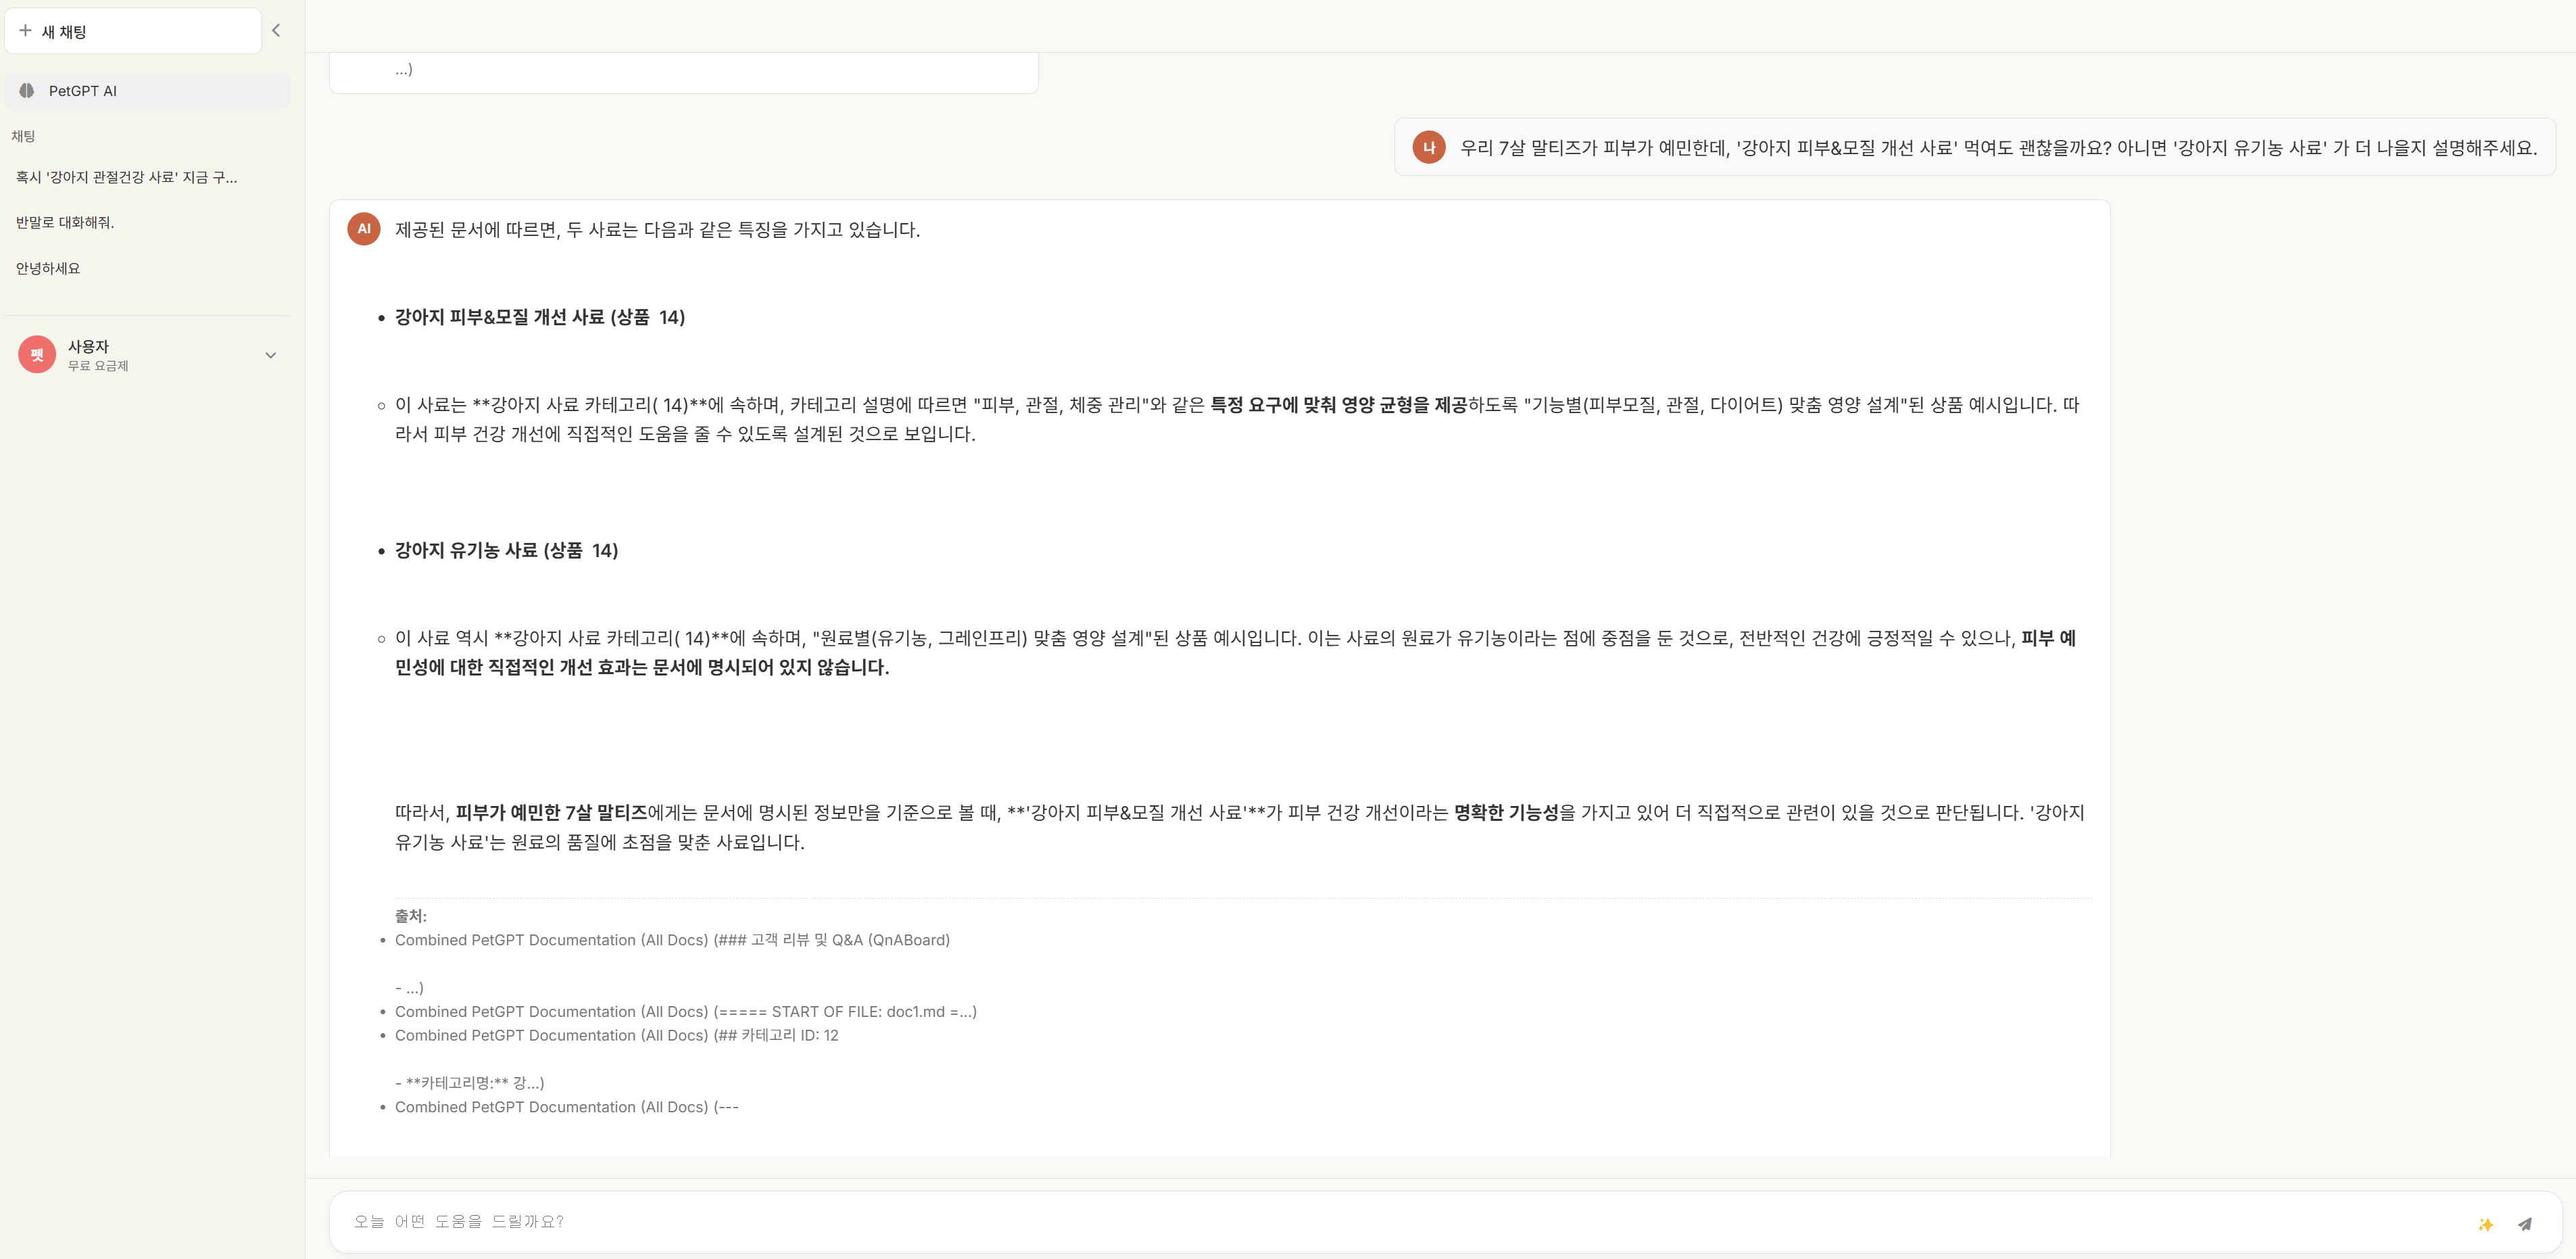 새 채팅
PetGPT AI
채팅
혹시 '강아지 관절건강 사료' 지금 구...
반말로 대화해줘.
안녕하세요
펫
사용자
무료 요금제
...)
나
우리 7살 말티즈가 피부가 예민한데, '강아지 피부&모질 개선 사료' 먹여도 괜찮을까요? 아니면 '강아지 유기농 사료' 가 더 나을지 설명해주세요.
AI
제공된 문서에 따르면, 두 사료는 다음과 같은 특징을 가지고 있습니다.
• 강아지 피부&모질 개선 사료 (상품  14)
○ 이 사료는 **강아지 사료 카테고리( 14)**에 속하며, 카테고리 설명에 따르면 "피부, 관절, 체중 관리"와 같은 특정 요구에 맞춰 영양 균형을 제공하도록 "기능별(피부모질, 관절, 다이어트) 맞춤 영양 설계"된 상품 예시입니다. 따
라서 피부 건강 개선에 직접적인 도움을 줄 수 있도록 설계된 것으로 보입니다.
• 강아지 유기농 사료 (상품  14)
○ 이 사료 역시 **강아지 사료 카테고리( 14)**에 속하며, "원료별(유기농, 그레인프리) 맞춤 영양 설계"된 상품 예시입니다. 이는 사료의 원료가 유기농이라는 점에 중점을 둔 것으로, 전반적인 건강에 긍정적일 수 있으나, 피부 예
민성에 대한 직접적인 개선 효과는 문서에 명시되어 있지 않습니다.
따라서, 피부가 예민한 7살 말티즈에게는 문서에 명시된 정보만을 기준으로 볼 때, **'강아지 피부&모질 개선 사료'**가 피부 건강 개선이라는 명확한 기능성을 가지고 있어 더 직접적으로 관련이 있을 것으로 판단됩니다. '강아지
유기농 사료'는 원료의 품질에 초점을 맞춘 사료입니다.
출처:
• Combined PetGPT Documentation (All Docs) (### 고객 리뷰 및 Q&A (QnABoard)
- ...)
• Combined PetGPT Documentation (All Docs) (===== START OF FILE: doc1.md =...)
• Combined PetGPT Documentation (All Docs) (## 카테고리 ID: 12
- **카테고리명:** 강...)
• Combined PetGPT Documentation (All Docs) (---
오늘 어떤 도움을 드릴까요?